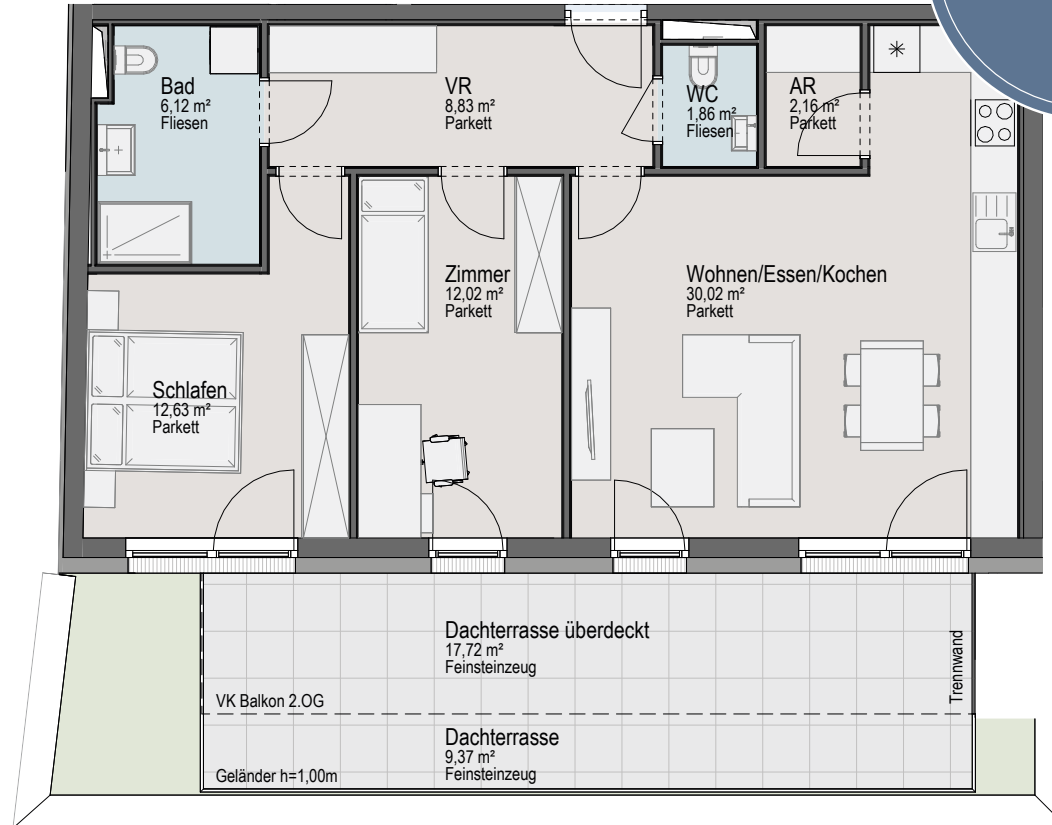 Bad
6,12 m²
Fliesen
VR
8,83 m²
Parkett
WC
1,86 m²
Fliesen
AR
2,16 m²
Parkett
Zimmer
12,02 m²
Parkett
Wohnen/Essen/Kochen
30,02 m²
Parkett
Schlafen
12,63 m²
Parkett
Dachterrasse überdeckt
17,72 m²
Feinsteinzeug
Trennwand
VK Balkon 2.OG
Dachterrasse
9,37 m²
Feinsteinzeug
Geländer h=1,00m